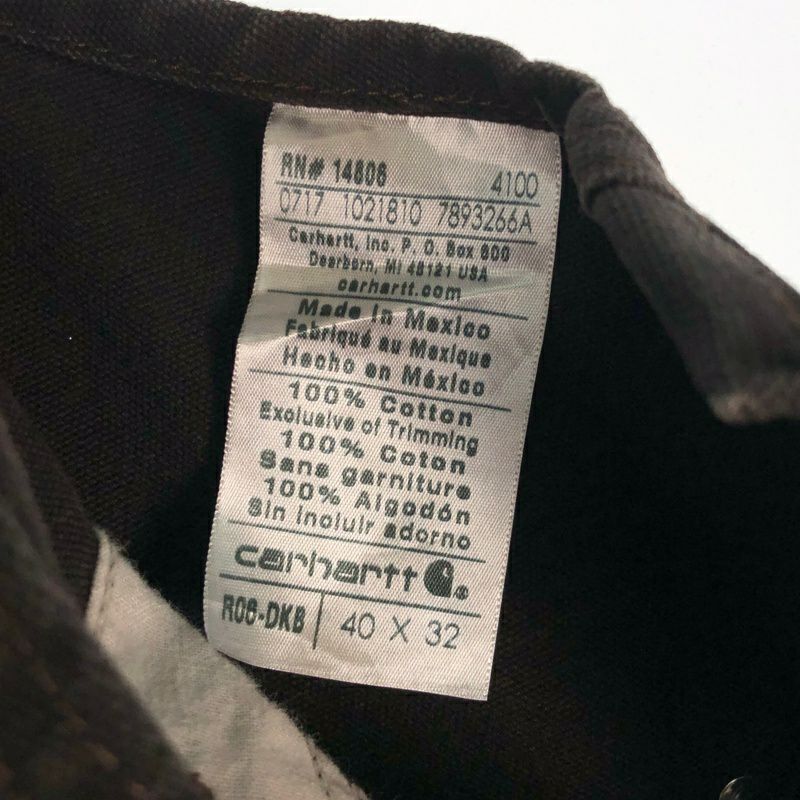 RN# 14806 4100
0717 1021810 7893266A
Carhartt, Inc. P. O. Box 600
Dearborn, MI 48121 USA
carhartt.com
Made in Mexico
Fabriqué au Mexique
Hecho en México
100% Cotton
Exclusive of Trimming
100% Coton
Sans garniture
100% Algodón
Sin incluir adorno
carhartt®
R06-DKB 40 X 32